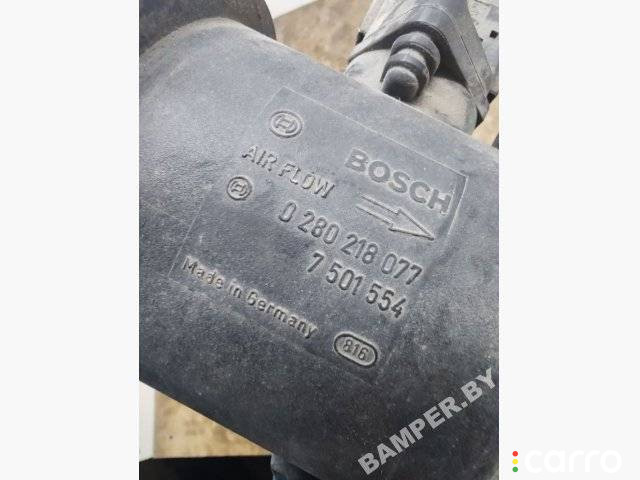 BOSCH
AIR FLOW
0 280 218 077
7 501 554
Made in Germany
816
BAMPER.BY
carro